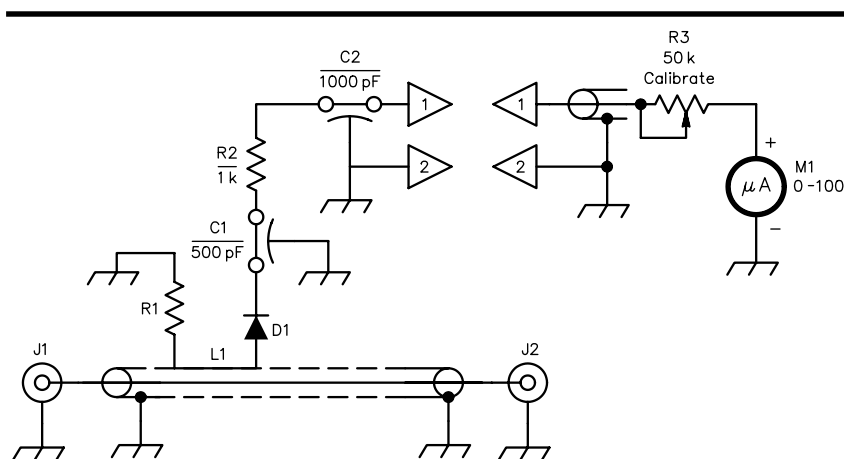 R3
50 k
Calibrate
C2
1000 pF
1
1
R2
1 k
2
2
+
μA
M1
0-100
C1
500 pF
−
R1
D1
J1
L1
J2